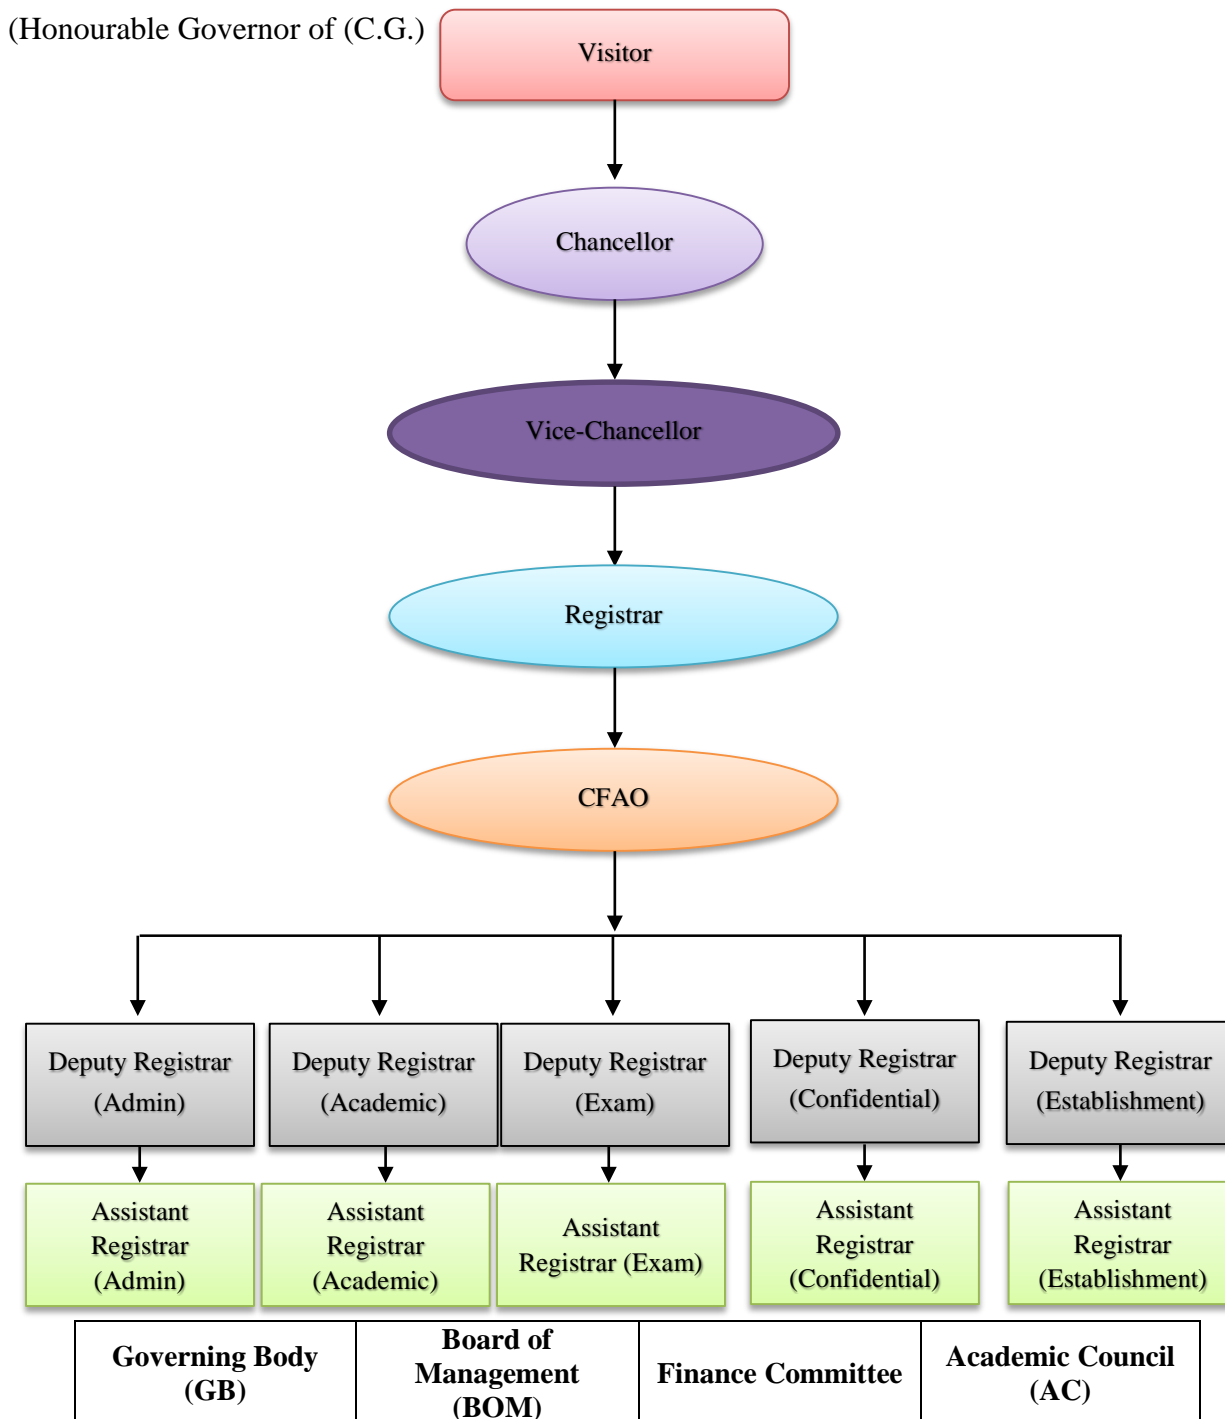 (Honourable Governor of (C.G.)
Visitor
Chancellor
Vice-Chancellor
Registrar
CFAO
Deputy Registrar
(Admin)
Deputy Registrar
(Academic)
Deputy Registrar
(Exam)
Deputy Registrar
(Confidential)
Deputy Registrar
(Establishment)
Assistant
Registrar
(Admin)
Assistant
Registrar
(Academic)
Assistant
Registrar (Exam)
Assistant
Registrar
(Confidential)
Assistant
Registrar
(Establishment)
Governing Body
(GB)
Board of
Management
(BOM)
Finance Committee
Academic Council
(AC)